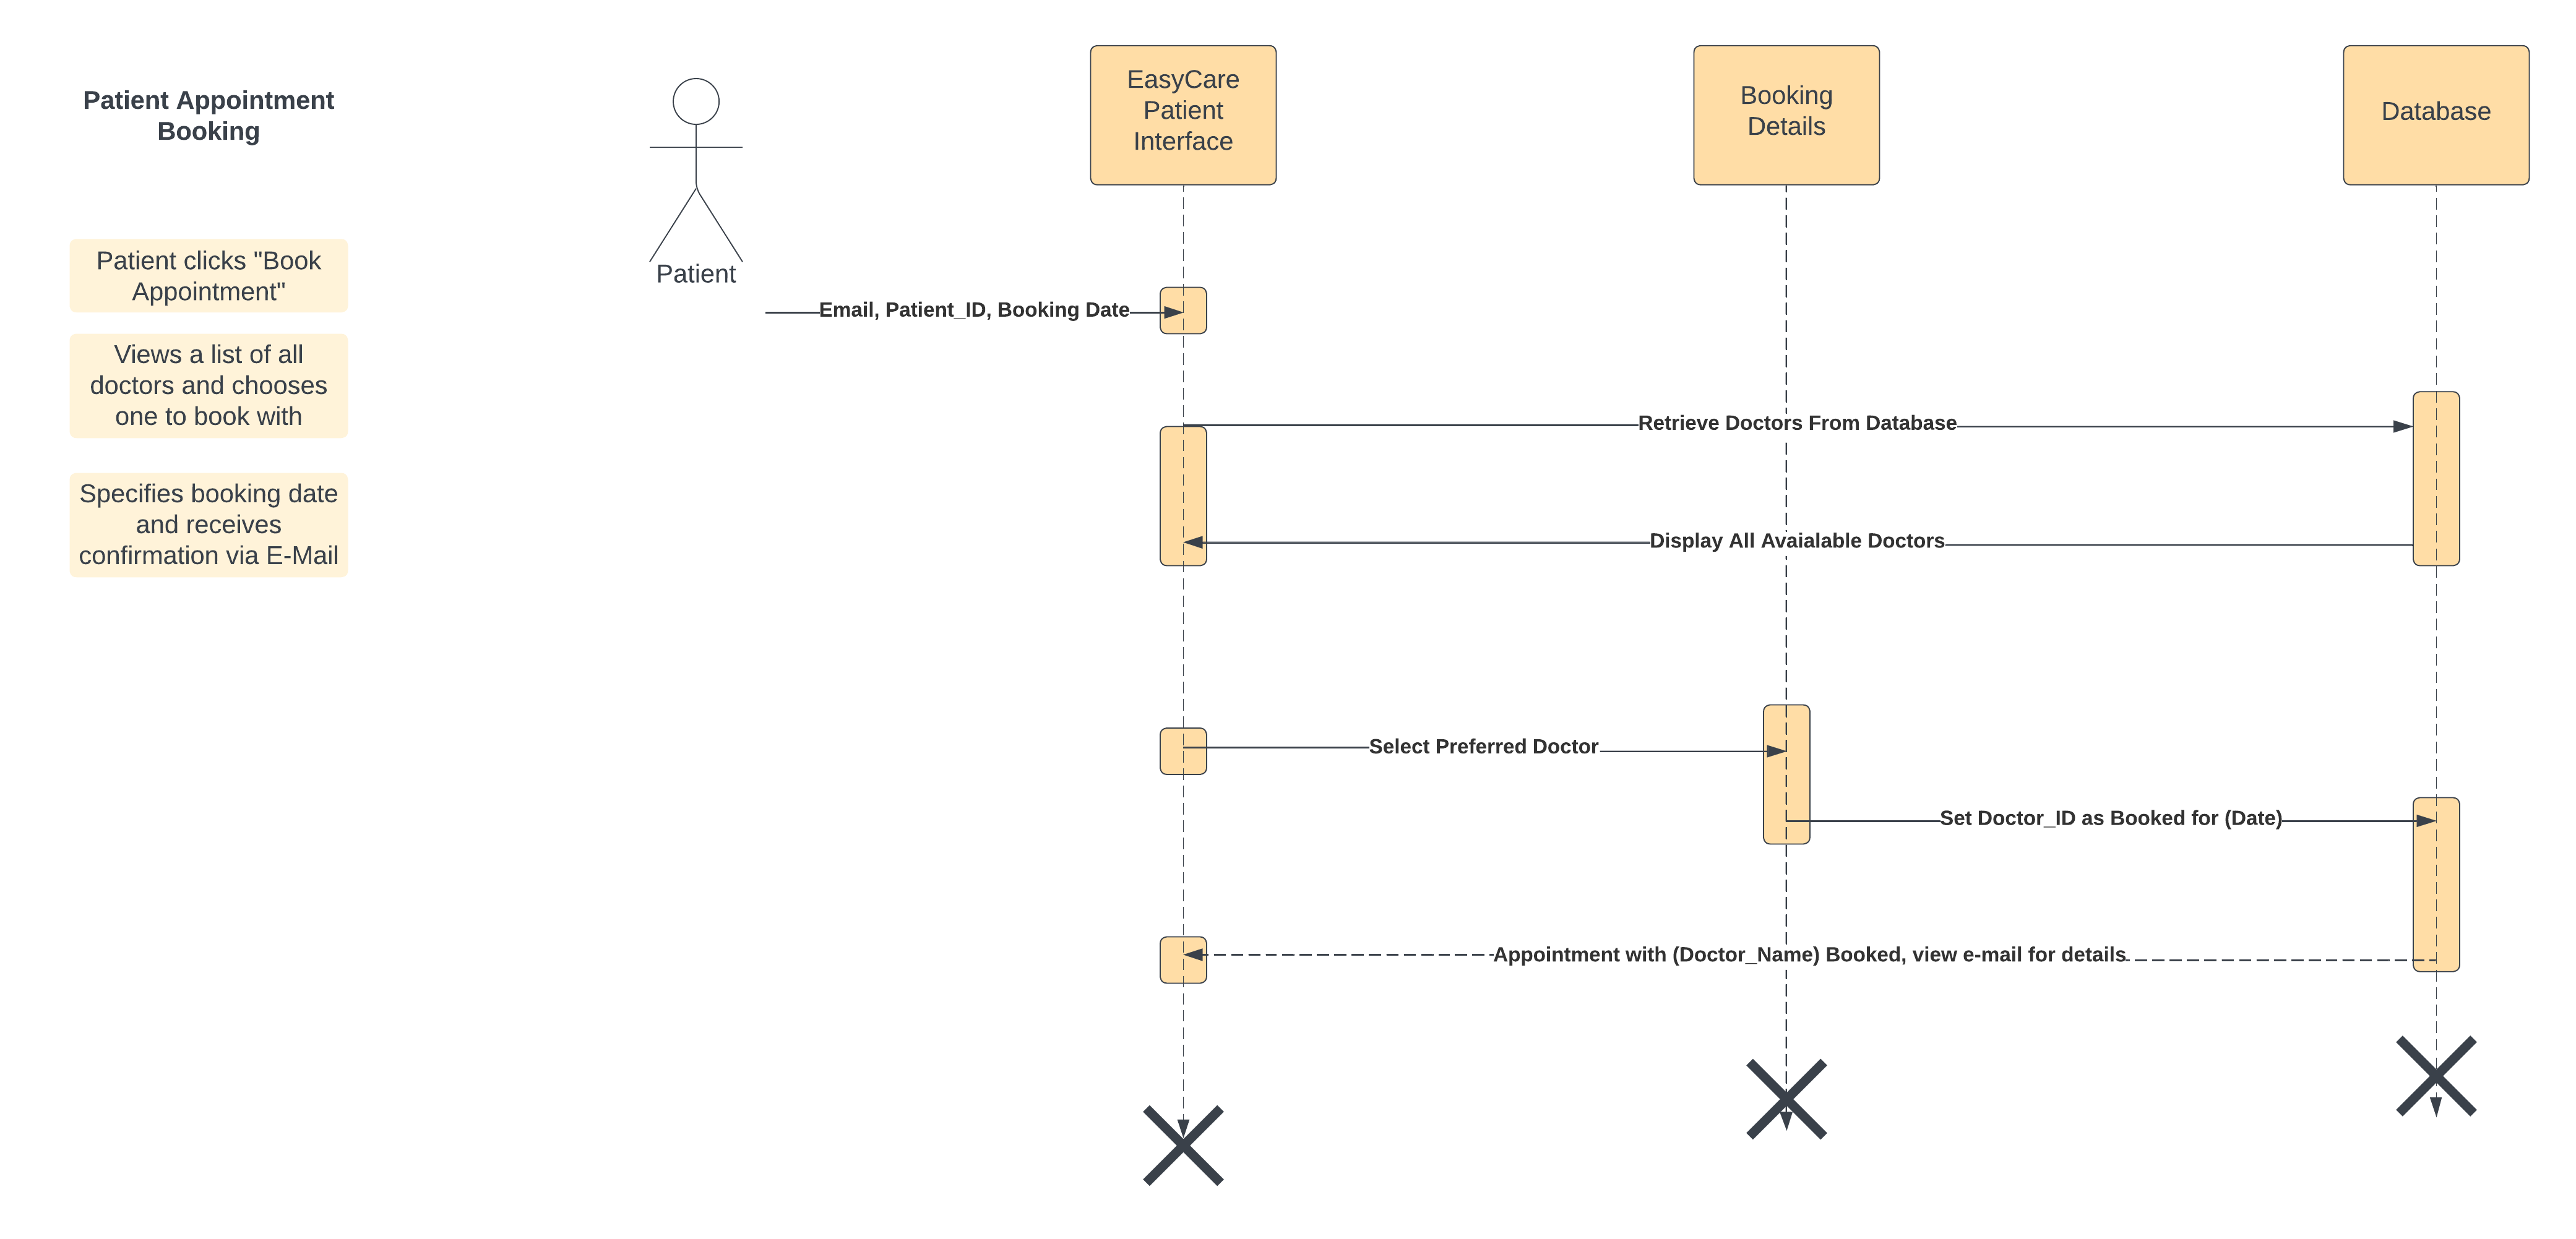 Patient Appointment
Booking
Patient clicks "Book
Appointment"
Views a list of all
doctors and chooses
one to book with
Specifies booking date
and receives
confirmation via E-Mail
Patient
EasyCare
Patient
Interface
Booking
Details
Database
Email, Patient_ID, Booking Date
Retrieve Doctors From Database
Display All Avaialable Doctors
Select Preferred Doctor
Set Doctor_ID as Booked for (Date)
Appointment with (Doctor_Name) Booked, view e-mail for details